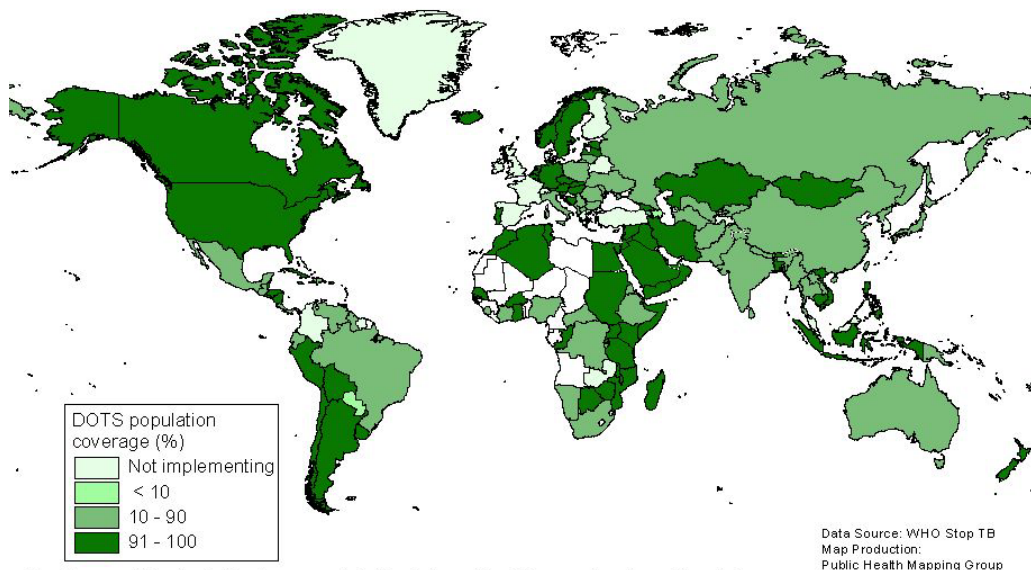 DOTS population
coverage (%)
Not implementing
< 10
10 - 90
91 - 100
Data Source: WHO Stop TB
Map Production:
Public Health Mapping Group